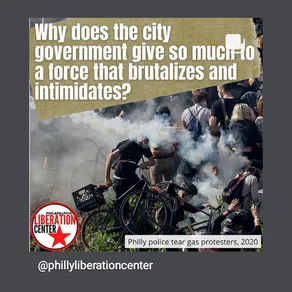 Why does the city
government give so much to
a force that brutalizes and
intimidates?
PHILADELPHIA
LIBERATION
CENTER
Philly police tear gas protesters, 2020
@phillyliberationcenter